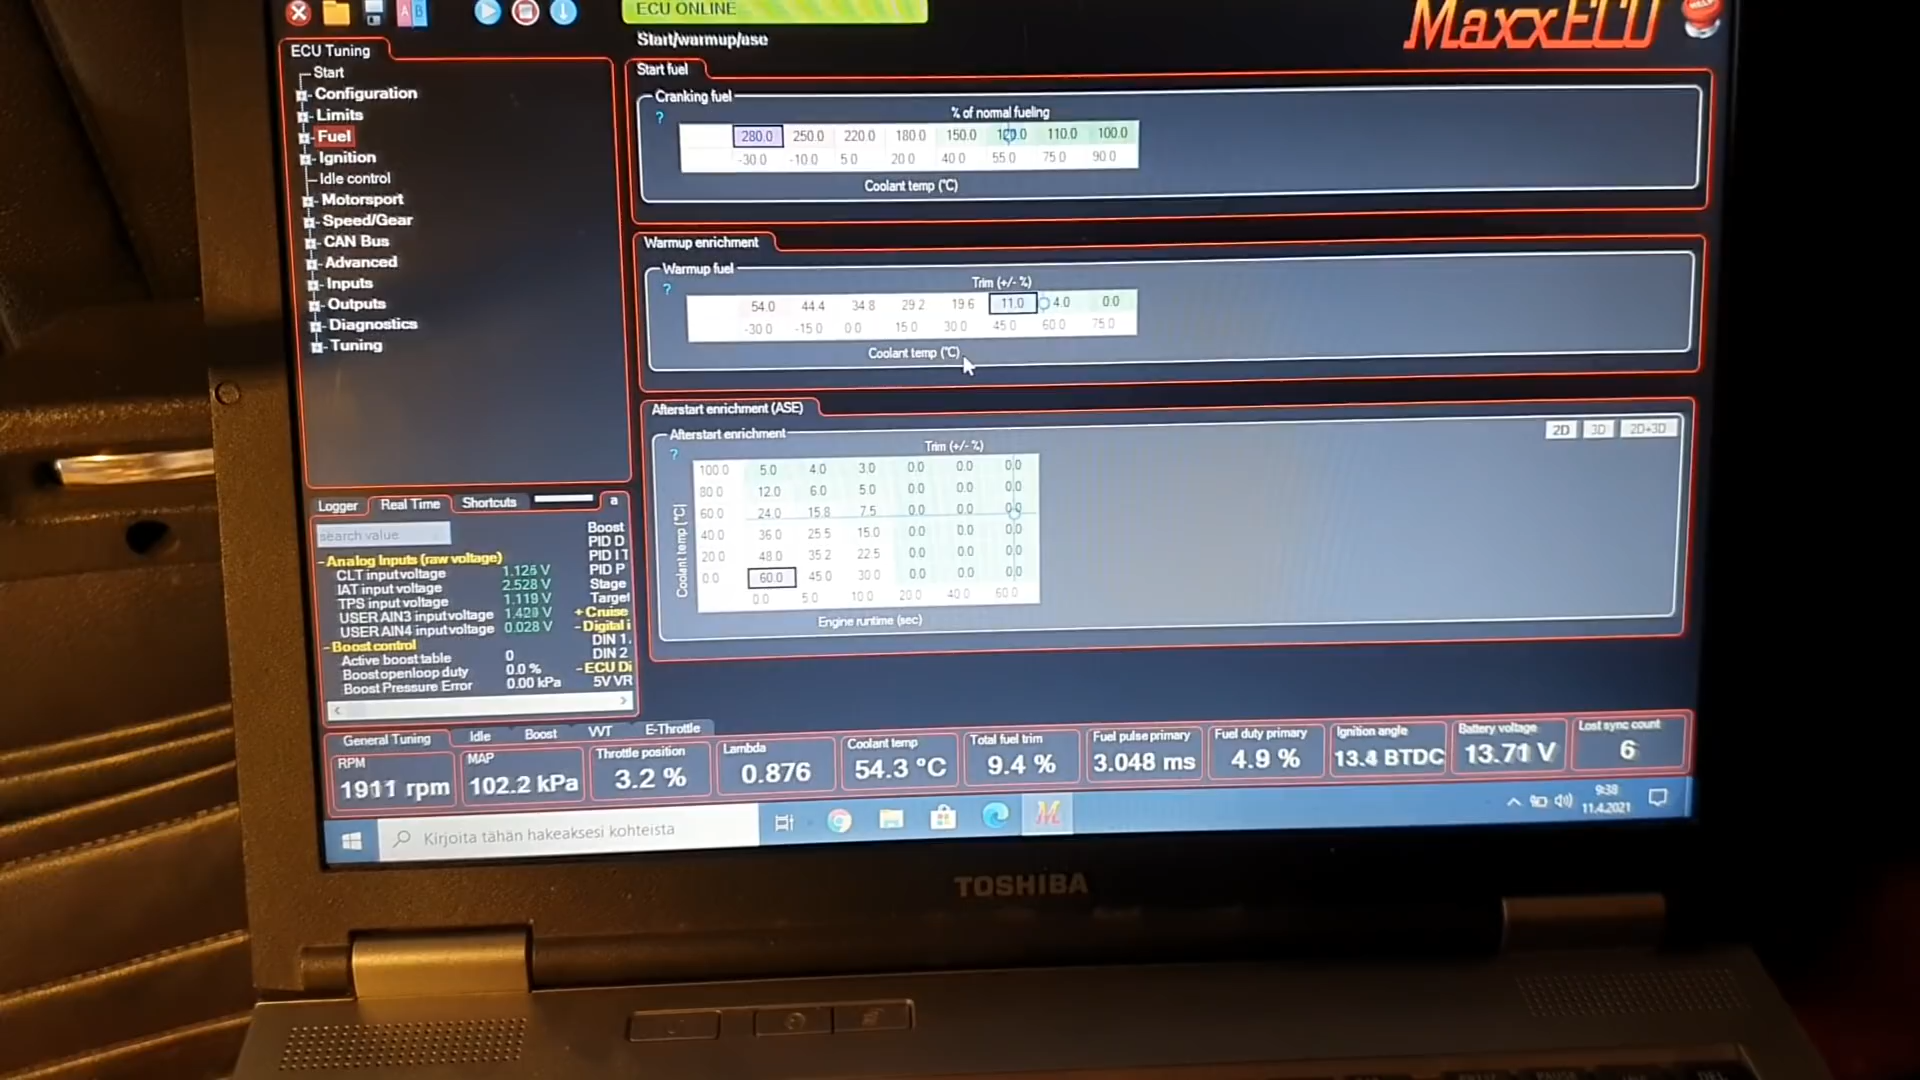 A B
ECU ONLINE
MaxxECU
HELP
Start/warmup/ase
ECU Tuning
Start
Configuration
Limits
Fuel
Ignition
Idle control
Motorsport
Speed/Gear
CAN Bus
Advanced
Inputs
Outputs
Diagnostics
Tuning
Start fuel
Cranking fuel
?
% of normal fueling
280.0 250.0 220.0 180.0 150.0 120.0 110.0 100.0
-30.0 -10.0 5.0 20.0 40.0 55.0 75.0 90.0
Coolant temp (°C)
Warmup enrichment
Warmup fuel
?
Trim (+/- %)
54.0 44.4 34.8 29.2 19.6 11.0 4.0 0.0
-30.0 -15.0 0.0 15.0 30.0 45.0 60.0 75.0
Coolant temp (°C)
Afterstart enrichment (ASE)
Afterstart enrichment
2D 3D 2D+3D
?
Trim (+/- %)
Coolant temp (°C)
100.0 5.0 4.0 3.0 0.0 0.0 0.0
80.0 12.0 6.0 5.0 0.0 0.0 0.0
60.0 24.0 15.8 7.5 0.0 0.0 0.0
40.0 36.0 25.5 15.0 0.0 0.0 0.0
20.0 48.0 35.2 22.5 0.0 0.0 0.0
0.0 60.0 45.0 30.0 0.0 0.0 0.0
0.0 5.0 10.0 20.0 40.0 60.0
Engine runtime (sec)
Logger Real Time Shortcuts a
search value
Analog Inputs (raw voltage)
CLT input voltage 1.126 V
IAT input voltage 2.528 V
TPS input voltage 1.119 V
USER AIN3 input voltage 1.429 V
USER AIN4 input voltage 0.028 V
Boost control
Active boost table 0
Boost openloop duty 0.0 %
Boost Pressure Error 0.00 kPa
Boost
PID D
PID I T
PID P
Stage
Target
+ Cruise
- Digital i
DIN 1.
DIN 2
- ECU Di
5V VR
General Tuning Idle Boost VVT E-Throttle
RPM
1911 rpm
MAP
102.2 kPa
Throttle position
3.2 %
Lambda
0.876
Coolant temp
54.3 °C
Total fuel trim
9.4 %
Fuel pulse primary
3.048 ms
Fuel duty primary
4.9 %
Ignition angle
13.4 BTDC
Battery voltage
13.71 V
Lost sync count
6
Kirjoita tähän hakeaksesi kohteista
M
9:38
11.4.2021
TOSHIBA